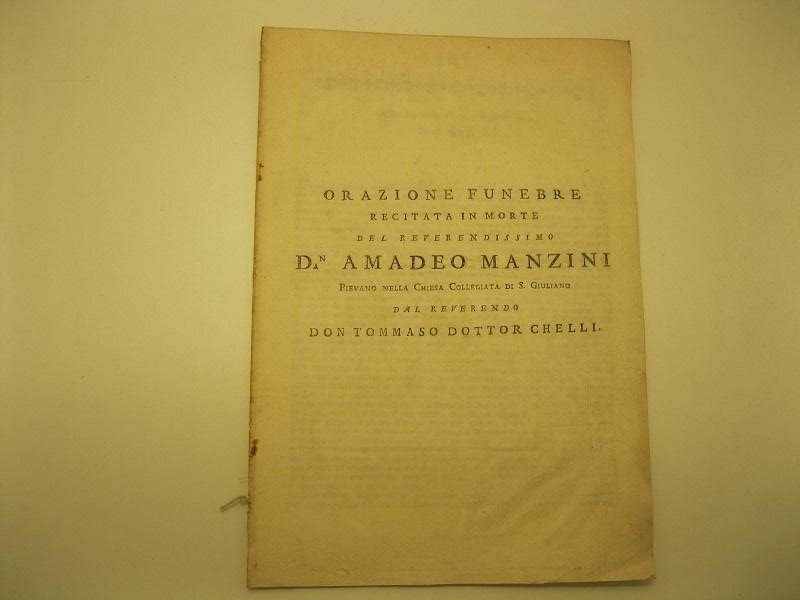 ORAZIONE FUNEBRE
RECITATA IN MORTE
DEL REVERENDISSIMO
D.ᴺ AMADEO MANZINI
PIEVANO NELLA CHIESA COLLEGIATA DI S. GIULIANO
DAL REVERENDO
DON TOMMASO DOTTOR CHELLI.